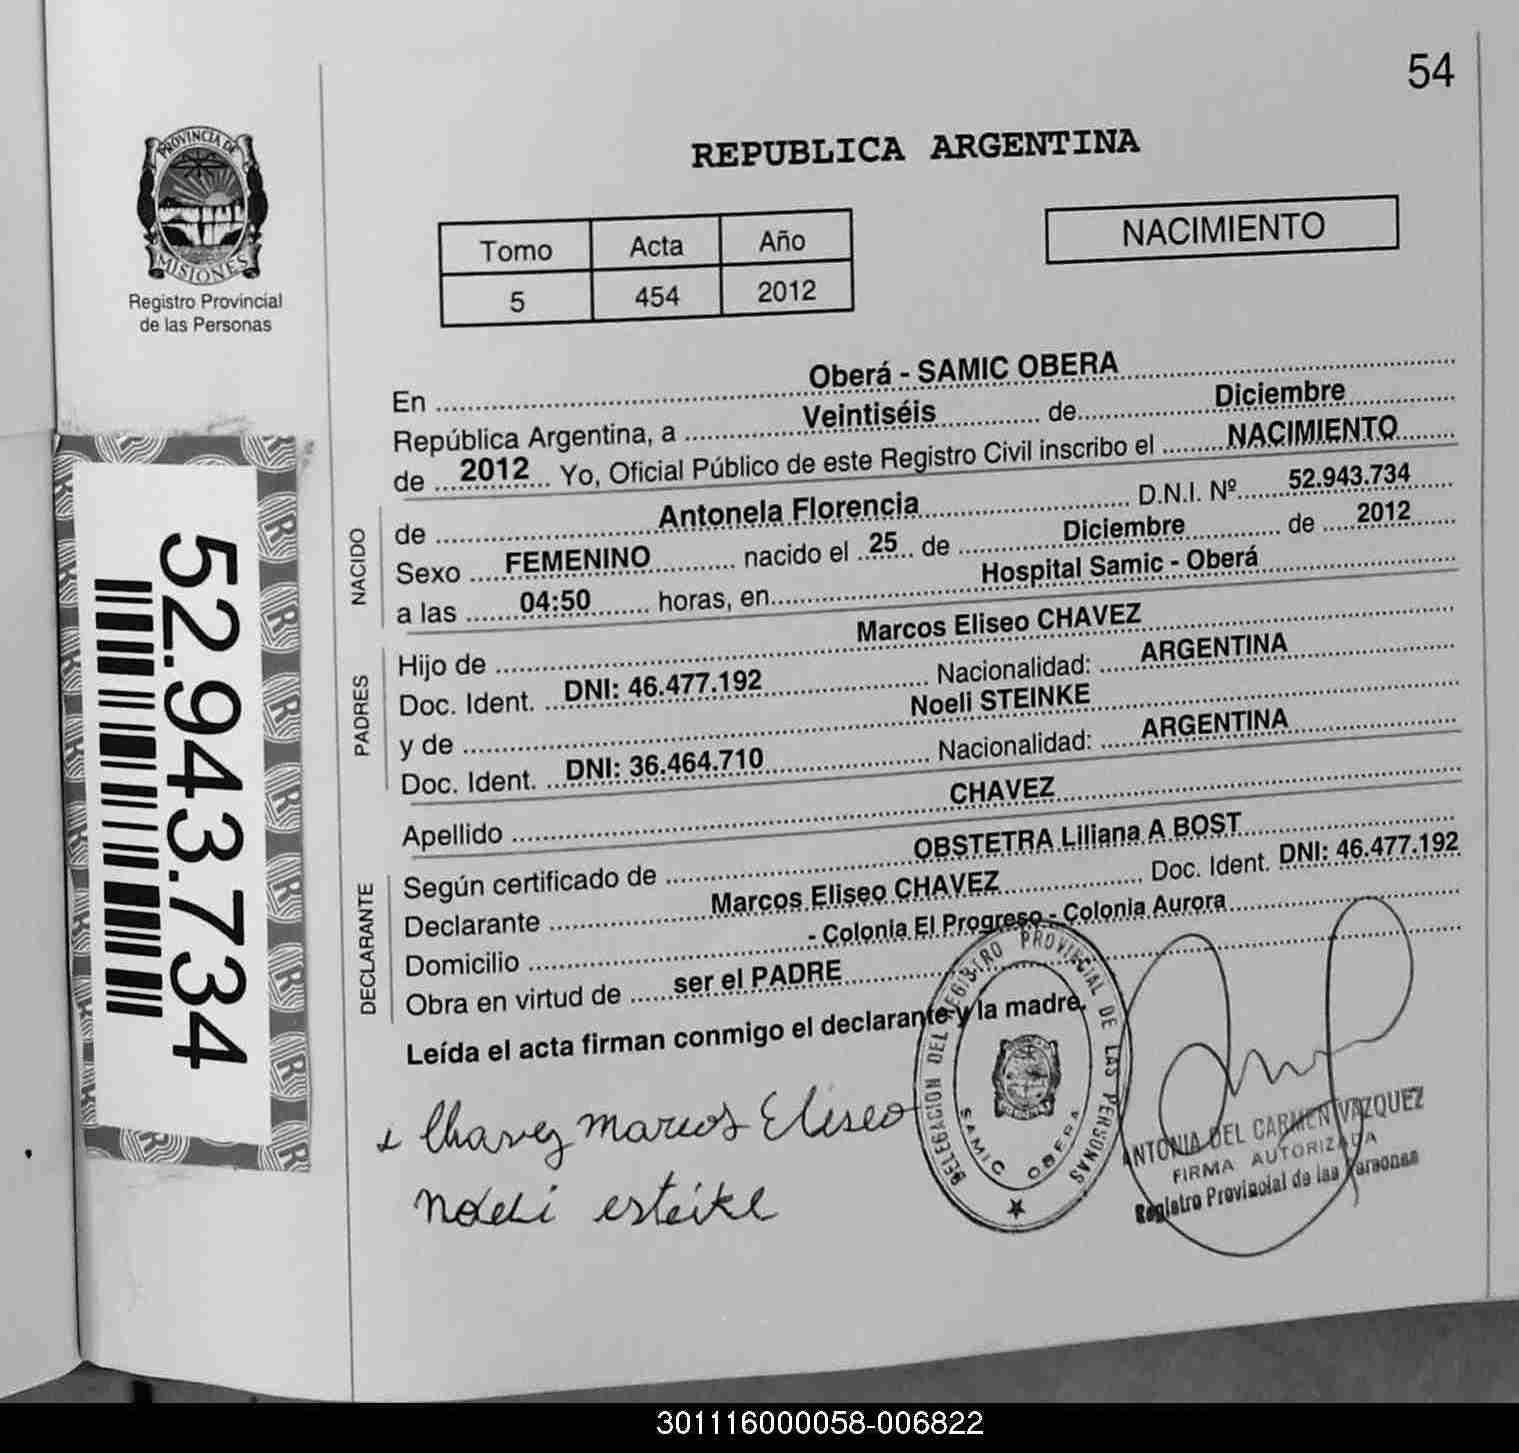 54
PROVINCIA DE
MISIONES
Registro Provincial
de las Personas
REPUBLICA ARGENTINA
Tomo Acta Año
5 454 2012
NACIMIENTO
En Oberá - SAMIC OBERA
República Argentina, a Veintiséis de Diciembre
de 2012 Yo, Oficial Público de este Registro Civil inscribo el NACIMIENTO
NACIDO
de Antonela Florencia D.N.I. Nº 52.943.734
Sexo FEMENINO nacido el 25 de Diciembre de 2012
a las 04:50 horas, en Hospital Samic - Oberá
PADRES
Hijo de Marcos Eliseo CHAVEZ
Doc. Ident. DNI: 46.477.192 Nacionalidad: ARGENTINA
y de Noeli STEINKE
Doc. Ident. DNI: 36.464.710 Nacionalidad: ARGENTINA
Apellido CHAVEZ
DECLARANTE
Según certificado de OBSTETRA Liliana A BOST
Declarante Marcos Eliseo CHAVEZ Doc. Ident. DNI: 46.477.192
Domicilio - Colonia El Progreso - Colonia Aurora
Obra en virtud de ser el PADRE
Leída el acta firman conmigo el declarante y la madre.
52.943.734
x Chavez Marcos Eliseo
Noeli esteike
DELEGACION DEL REGISTRO PROVINCIAL DE LAS PERSONAS
SAMIC OBERA
ANTONIA DEL CARMEN VAZQUEZ
FIRMA AUTORIZADA
Registro Provincial de las Personas
301116000058-006822